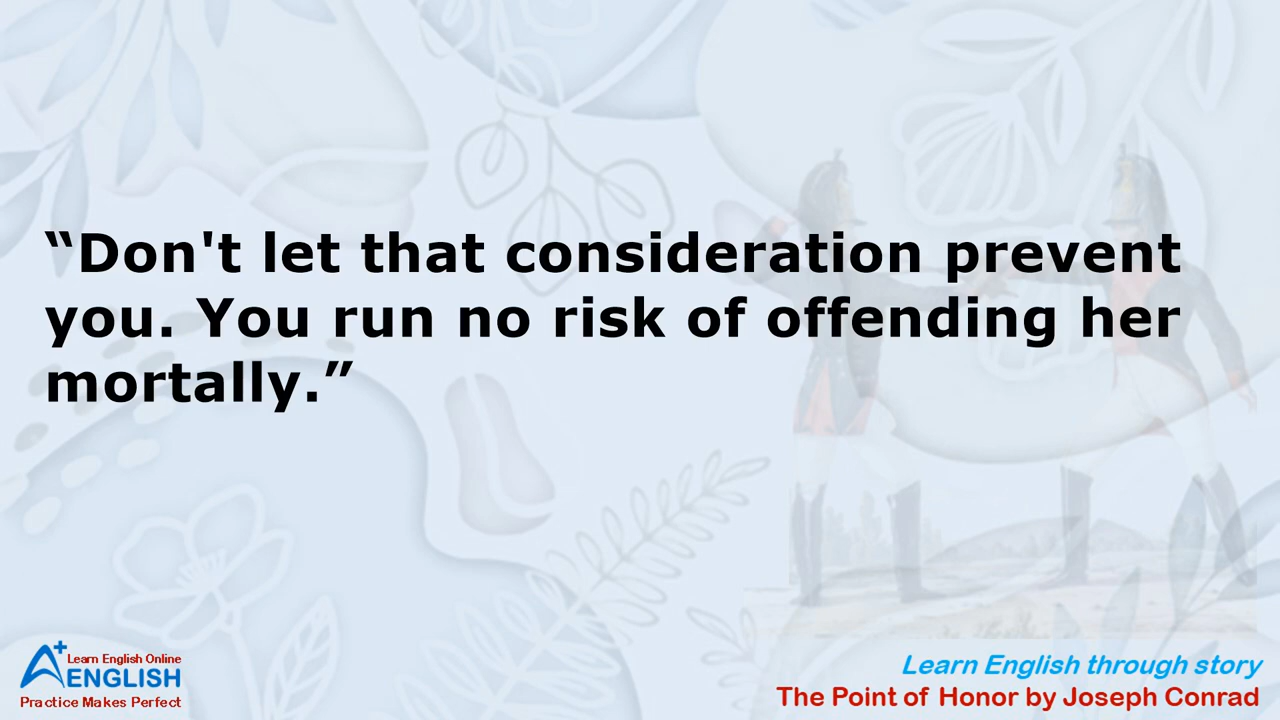 “Don't let that consideration prevent
you. You run no risk of offending her
mortally.”
Learn English Online
A+ ENGLISH
Practice Makes Perfect
Learn English through story
The Point of Honor by Joseph Conrad